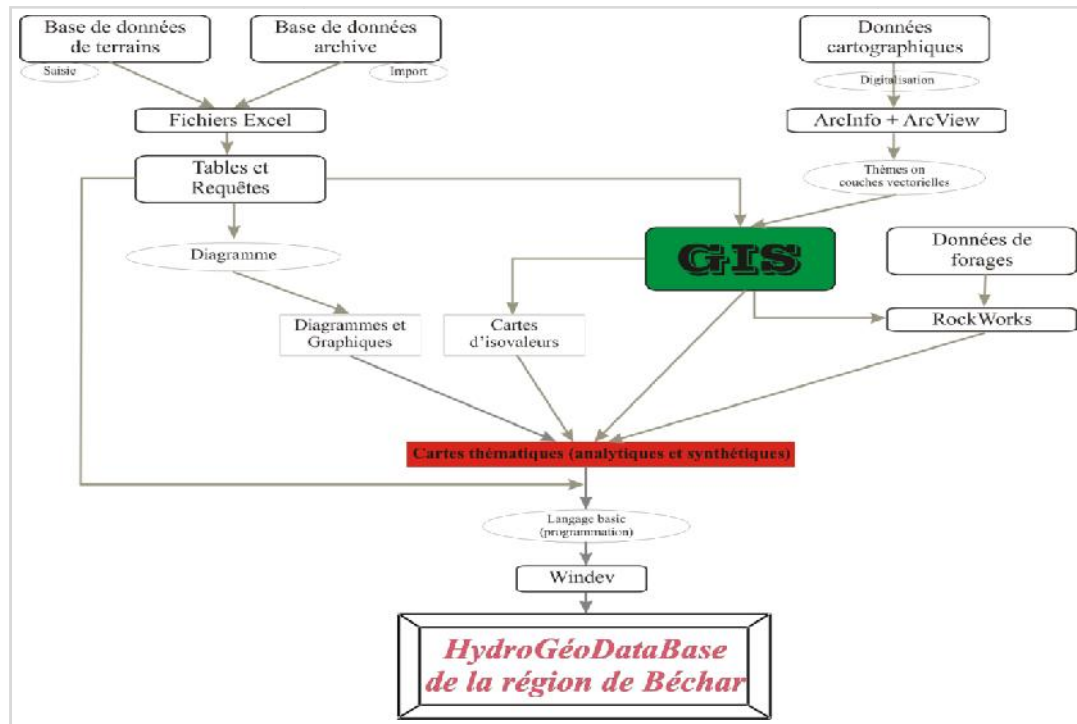 Base de données
de terrains
Base de données
archive
Données
cartographiques
Suisie
Import
Digitalisation
Fichiers Excel
ArcInfo + ArcView
Tables et
Requêtes
Thèmes on
couches vectorielles
GIS
Données de
forages
Diagramme
Diagrammes et
Graphiques
Cartes
d'isovaleurs
RockWorks
Cartes thématiques (analytiques et synthétiques)
Langage basic
(programmation)
Windev
HydroGéoDataBase
de la région de Béchar